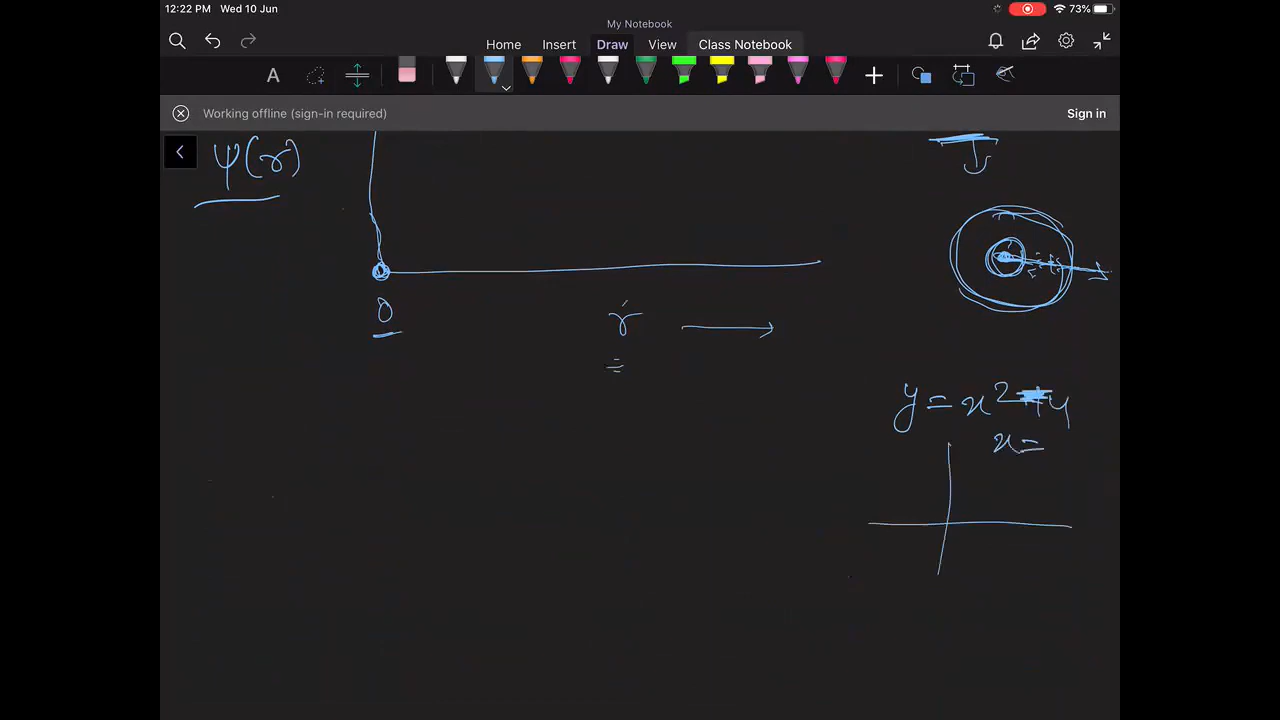 12:22 PM Wed 10 Jun
73%
My Notebook
Home Insert Draw View Class Notebook
A
Working offline (sign-in required)
Sign in
ψ(r)
0
r
y = x² - 4
x =